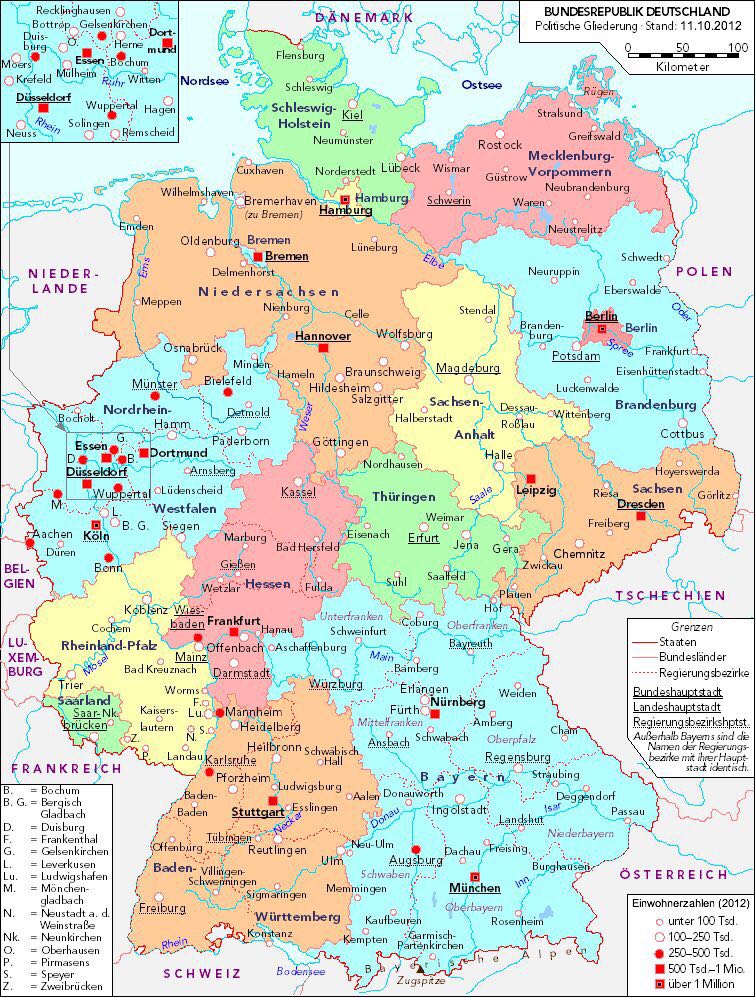 BUNDESREPUBLIK DEUTSCHLAND
Politische Gliederung · Stand: 11.10.2012
0 50 100
Kilometer
DÄNEMARK
Nordsee
Ostsee
Recklinghausen
Bottrop
Gelsenkirchen
Duis-
burg
O.
Herne
Dort-
mund
Essen
Bochum
Moers
Mülheim
Witten
Krefeld
Ruhr
Düsseldorf
Wuppertal
Hagen
Rhein
Solingen
Neuss
Remscheid
Flensburg
Schleswig
Schleswig-
Holstein
Kiel
Neumünster
Norderstedt
Lübeck
Hamburg
Hamburg
Rügen
Stralsund
Greifswald
Rostock
Mecklenburg-
Vorpommern
Wismar
Güstrow
Neubrandenburg
Schwerin
Waren
Neustrelitz
Cuxhaven
Wilhelmshaven
Bremerhaven
(zu Bremen)
Emden
Oldenburg
Bremen
Bremen
Delmenhorst
Lüneburg
Elbe
Ems
Niedersachsen
Meppen
Nienburg
Celle
Hannover
Wolfsburg
Osnabrück
Braunschweig
Hameln
Hildesheim
Salzgitter
Weser
Göttingen
NIEDER-
LANDE
POLEN
Schwedt
Neuruppin
Eberswalde
Oder
Berlin
Berlin
Branden-
burg
Spree
Potsdam
Frankfurt
Eisenhüttenstadt
Luckenwalde
Brandenburg
Cottbus
Stendal
Magdeburg
Sachsen-
Anhalt
Halberstadt
Dessau-
Roßlau
Wittenberg
Halle
Saale
Münster
Bielefeld
Minden
Nordrhein-
Detmold
Bocholt
Hamm
Paderborn
Essen
G.
D.
B.
Dortmund
Düsseldorf
Arnsberg
Wuppertal
Lüdenscheid
M.
L.
Westfalen
B. G.
Siegen
Köln
Aachen
Düren
Bonn
Nordhausen
Thüringen
Weimar
Eisenach
Erfurt
Jena
Gera
Suhl
Saalfeld
Leipzig
Hoyerswerda
Riesa
Sachsen
Görlitz
Dresden
Freiberg
Chemnitz
Zwickau
Plauen
Kassel
Marburg
Bad Hersfeld
Gießen
Hessen
Wetzlar
Fulda
Wies-
baden
Frankfurt
Hanau
Offenbach
Darmstadt
BEL-
GIEN
LU-
XEM-
BURG
Koblenz
Cochem
Rheinland-Pfalz
Mosel
Mainz
Bad Kreuznach
Trier
Worms
F.
Lu.
Kaisers-
lautern
N.
S.
Z.
P.
Landau
Saarland
Saar-
brücken
Nk.
TSCHECHIEN
Hof
Unterfranken
Coburg
Oberfranken
Schweinfurt
Bayreuth
Aschaffenburg
Main
Bamberg
Würzburg
Erlangen
Weiden
Fürth
Nürnberg
Mittelfranken
Amberg
Ansbach
Schwabach
Oberpfalz
Cham
Regensburg
Bayern
Straubing
Donauwörth
Deggendorf
Ingolstadt
Isar
Passau
Donau
Landshut
Niederbayern
Neu-Ulm
Augsburg
Dachau
Freising
Schwaben
München
Burghausen
Inn
Memmingen
Oberbayern
Kaufbeuren
Rosenheim
Kempten
Garmisch-
Partenkirchen
Bayerische Alpen
Zugspitze
Mannheim
Heidelberg
Karlsruhe
Heilbronn
Schwäbisch
Hall
Pforzheim
Ludwigsburg
Baden-
Baden
Stuttgart
Esslingen
Aalen
Neckar
Tübingen
Reutlingen
Offenburg
Ulm
Baden-
Villingen-
Schwenningen
Sigmaringen
Freiburg
Württemberg
Konstanz
Rhein
Bodensee
FRANKREICH
SCHWEIZ
ÖSTERREICH
Grenzen
Staaten
Bundesländer
Regierungsbezirke
Bundeshauptstadt
Landeshauptstadt
Regierungsbezirkshptst.
Außerhalb Bayerns sind die
Namen der Regierungs-
bezirke mit ihrer Haupt-
stadt identisch.
B. = Bochum
B. G. = Bergisch
Gladbach
D. = Duisburg
F. = Frankenthal
G. = Gelsenkirchen
L. = Leverkusen
Lu. = Ludwigshafen
M. = Mönchen-
gladbach
N. = Neustadt a. d.
Weinstraße
Nk. = Neunkirchen
O. = Oberhausen
P. = Pirmasens
S. = Speyer
Z. = Zweibrücken
Einwohnerzahlen (2012)
unter 100 Tsd.
100–250 Tsd.
250–500 Tsd.
500 Tsd.–1 Mio.
über 1 Million